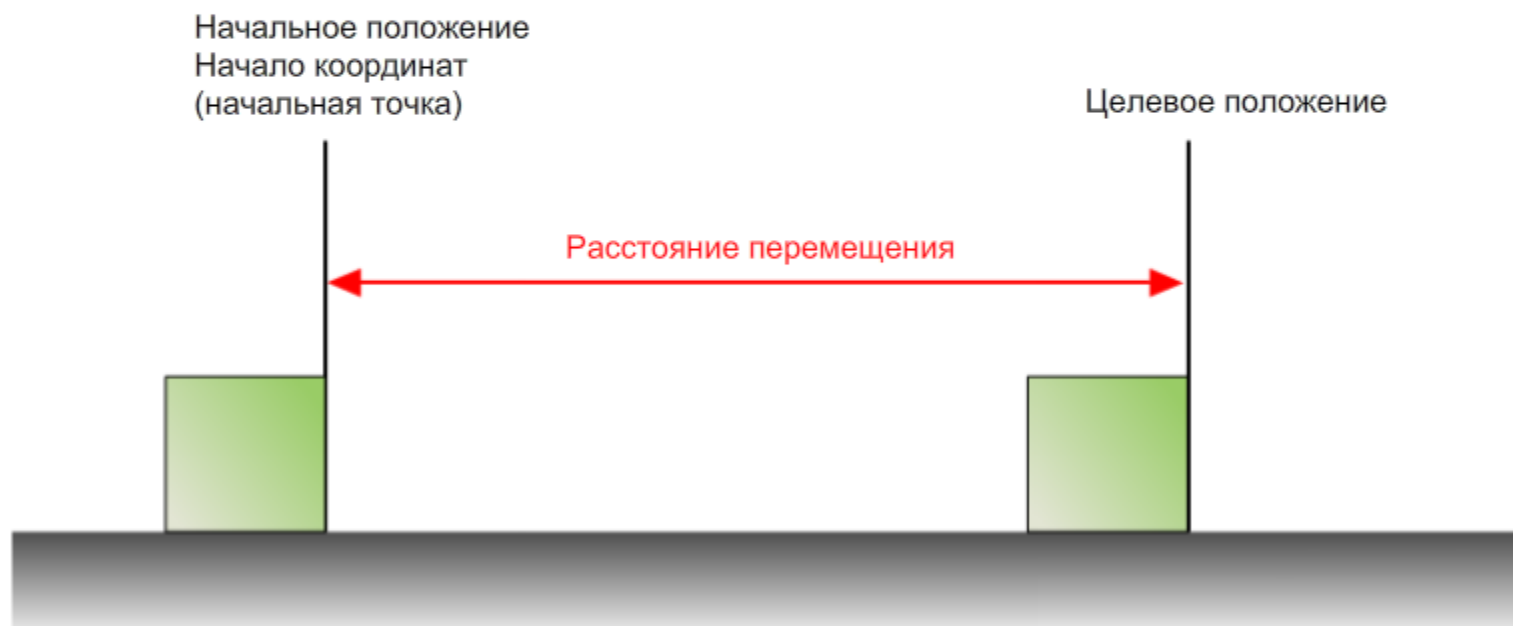 Начальное положение
Начало координат
(начальная точка)
Целевое положение
Расстояние перемещения